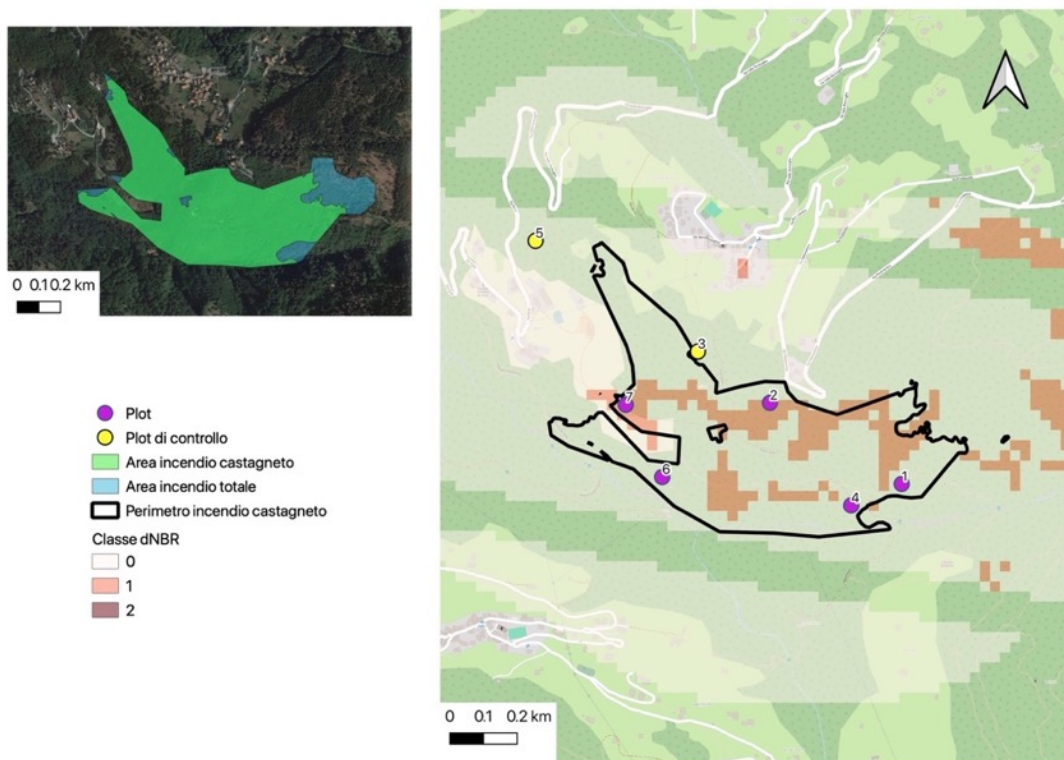 0 0.10.2 km
Plot
Plot di controllo
Area incendio castagneto
Area incendio totale
Perimetro incendio castagneto
Classe dNBR
0
1
2
5
3
2
7
6
1
4
0 0.1 0.2 km